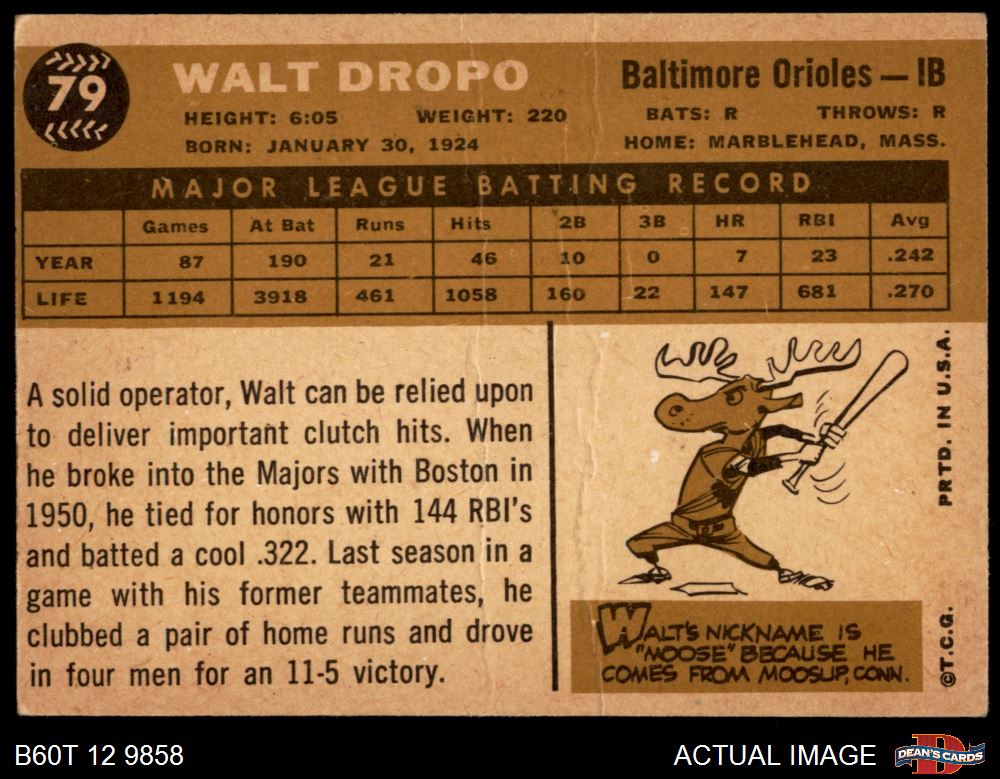 79
WALT DROPO
Baltimore Orioles — 1B
HEIGHT: 6:05 WEIGHT: 220 BATS: R THROWS: R
BORN: JANUARY 30, 1924 HOME: MARBLEHEAD, MASS.
MAJOR LEAGUE BATTING RECORD
Games At Bat Runs Hits 2B 3B HR RBI Avg
YEAR 87 190 21 46 10 0 7 23 .242
LIFE 1194 3918 461 1058 160 22 147 681 .270
A solid operator, Walt can be relied upon
to deliver important clutch hits. When
he broke into the Majors with Boston in
1950, he tied for honors with 144 RBI's
and batted a cool .322. Last season in a
game with his former teammates, he
clubbed a pair of home runs and drove
in four men for an 11-5 victory.
WALT'S NICKNAME IS
"MOOSE" BECAUSE HE
COMES FROM MOOSUP, CONN.
PRTD. IN U.S.A.
©T.C.G.
B60T 12 9858
ACTUAL IMAGE
D
DEAN'S CARDS